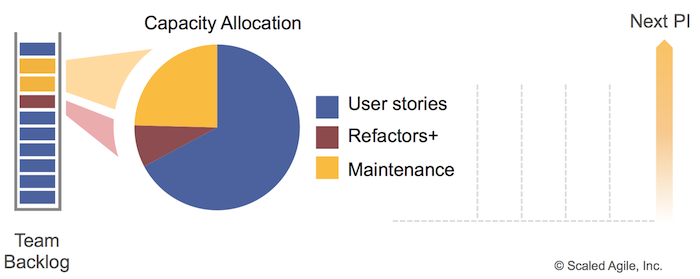 Capacity Allocation
Next PI
User stories
Refactors+
Maintenance
Team
Backlog
© Scaled Agile, Inc.